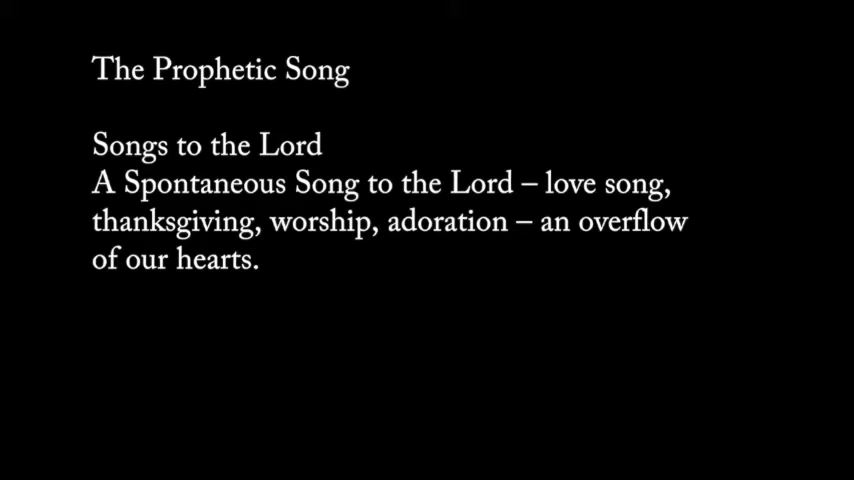 The Prophetic Song
Songs to the Lord
A Spontaneous Song to the Lord – love song,
thanksgiving, worship, adoration – an overflow
of our hearts.